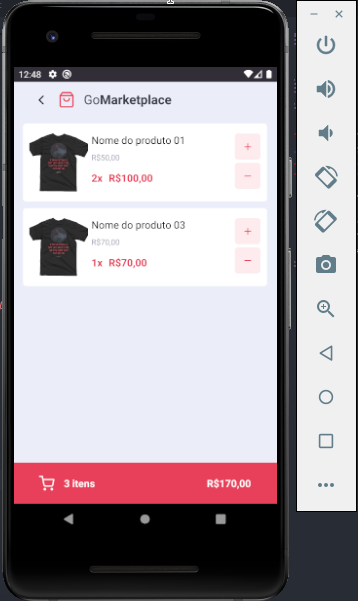 12:48
GoMarketplace
Nome do produto 01
R$50,00
2x R$100,00
+
−
Nome do produto 03
R$70,00
1x R$70,00
+
−
3 itens R$170,00